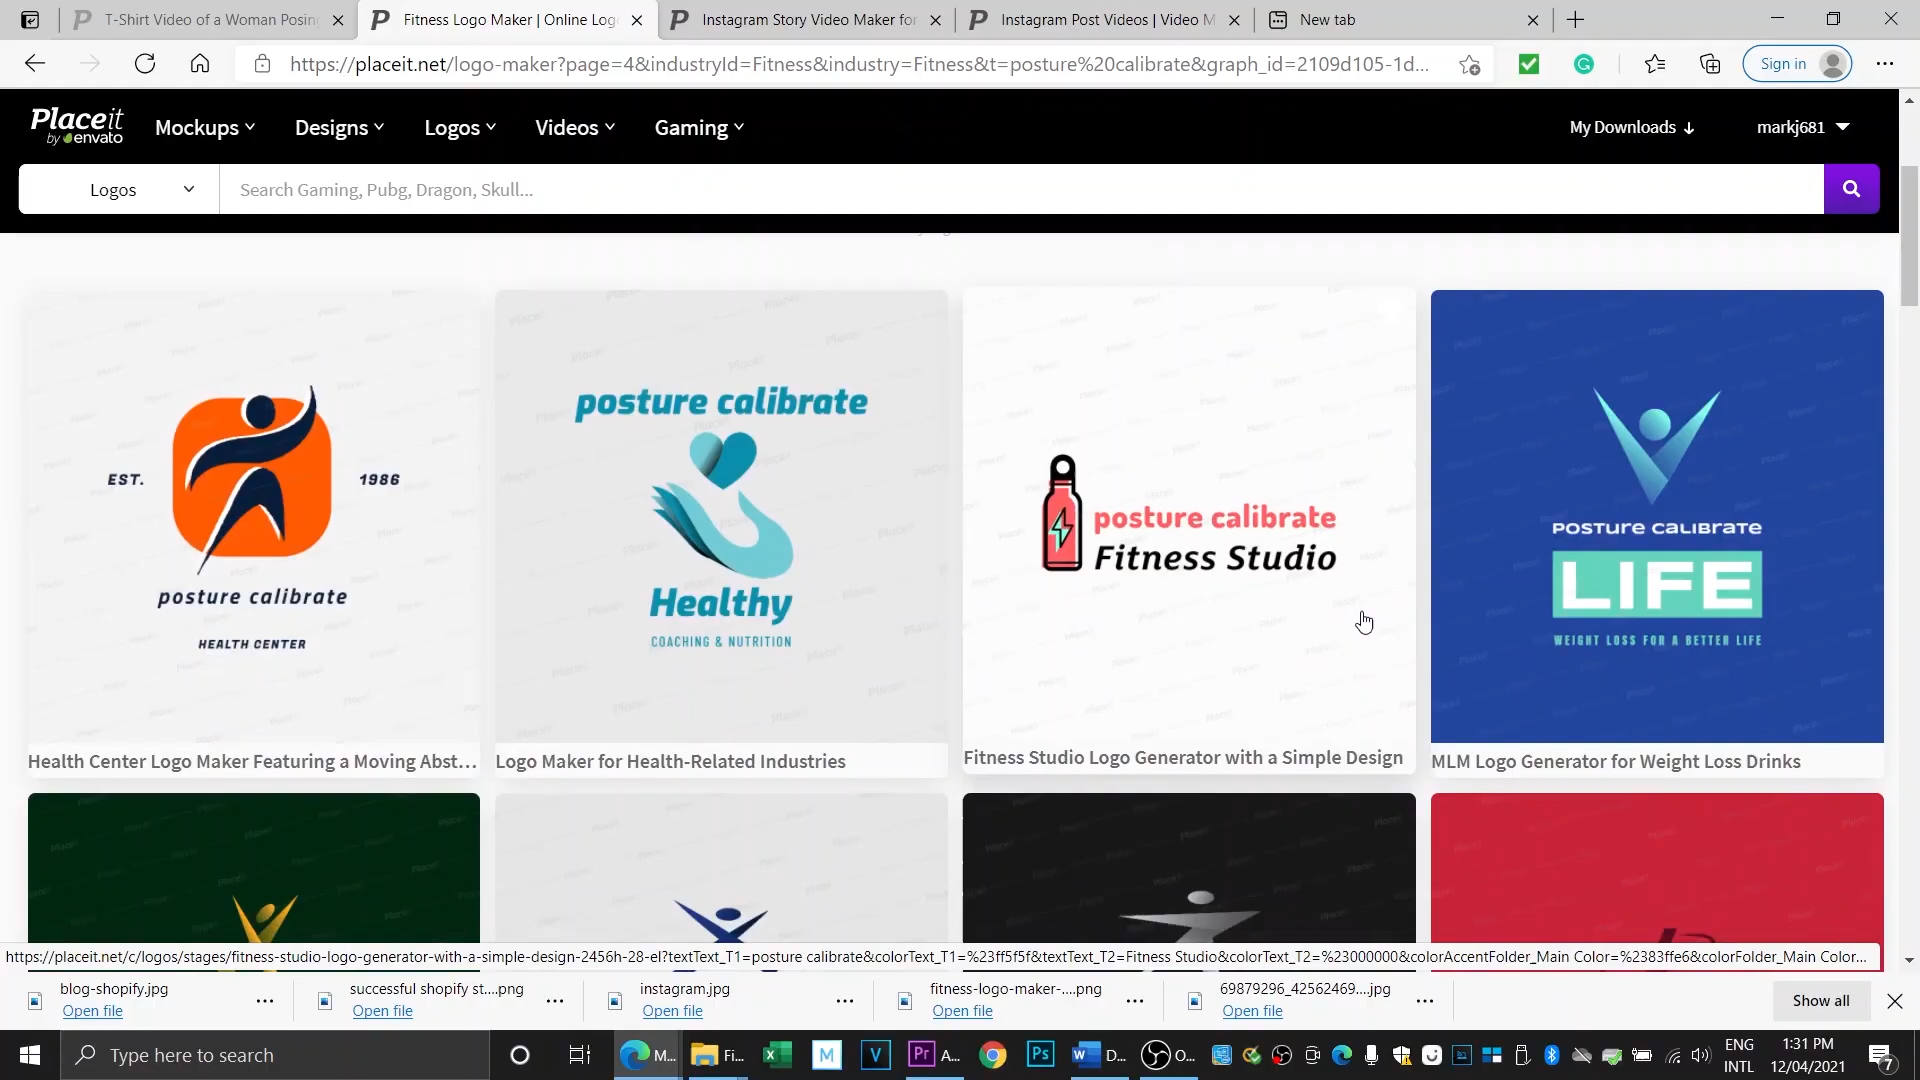 T-Shirt Video of a Woman Posing
Fitness Logo Maker | Online Logo
Instagram Story Video Maker for
Instagram Post Videos | Video M
New tab
https://placeit.net/logo-maker?page=4&industryId=Fitness&industry=Fitness&t=posture%20calibrate&graph_id=2109d105-1d...
Sign in
Placeit
by envato
Mockups
Designs
Logos
Videos
Gaming
My Downloads
markj681
Logos
Search Gaming, Pubg, Dragon, Skull...
EST.
1986
posture calibrate
HEALTH CENTER
posture calibrate
Healthy
COACHING & NUTRITION
posture calibrate
Fitness Studio
POSTURE CALIBRATE
LIFE
WEIGHT LOSS FOR A BETTER LIFE
Health Center Logo Maker Featuring a Moving Abst...
Logo Maker for Health-Related Industries
Fitness Studio Logo Generator with a Simple Design
MLM Logo Generator for Weight Loss Drinks
https://placeit.net/c/logos/stages/fitness-studio-logo-generator-with-a-simple-design-2456h-28-el?textText_T1=posture calibrate&colorText_T1=%23ff5f5f&textText_T2=Fitness Studio&colorText_T2=%23000000&colorAccentFolder_Main Color=%2383ffe6&colorFolder_Main Color...
blog-shopify.jpg
Open file
successful shopify st....png
Open file
instagram.jpg
Open file
fitness-logo-maker-....png
Open file
69879296_42562469....jpg
Open file
Show all
Type here to search
M...
Fi...
A...
D...
O...
ENG
INTL
1:31 PM
12/04/2021
7